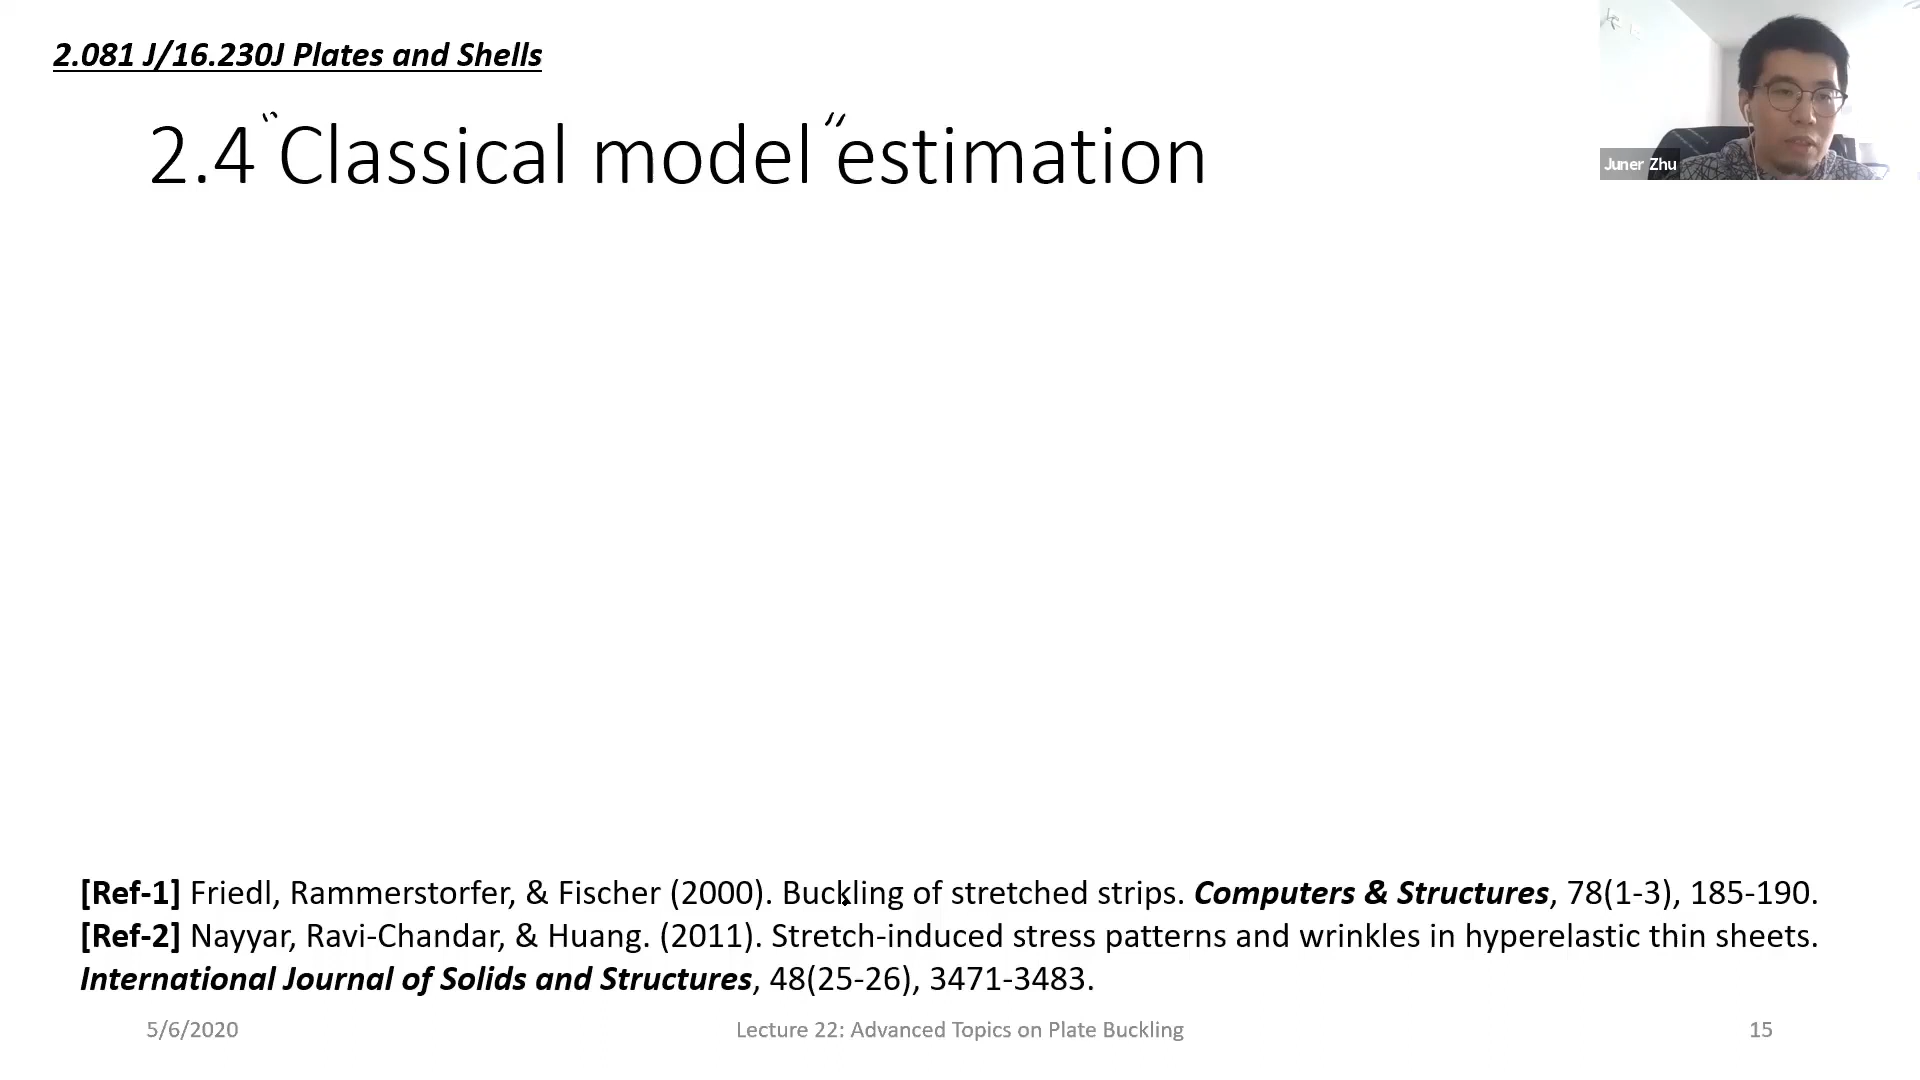 2.081 J/16.230J Plates and Shells
2.4 "Classical model" estimation
Juner Zhu
[Ref-1] Friedl, Rammerstorfer, & Fischer (2000). Buckling of stretched strips. Computers & Structures, 78(1-3), 185-190.
[Ref-2] Nayyar, Ravi-Chandar, & Huang. (2011). Stretch-induced stress patterns and wrinkles in hyperelastic thin sheets.
International Journal of Solids and Structures, 48(25-26), 3471-3483.
5/6/2020
Lecture 22: Advanced Topics on Plate Buckling
15